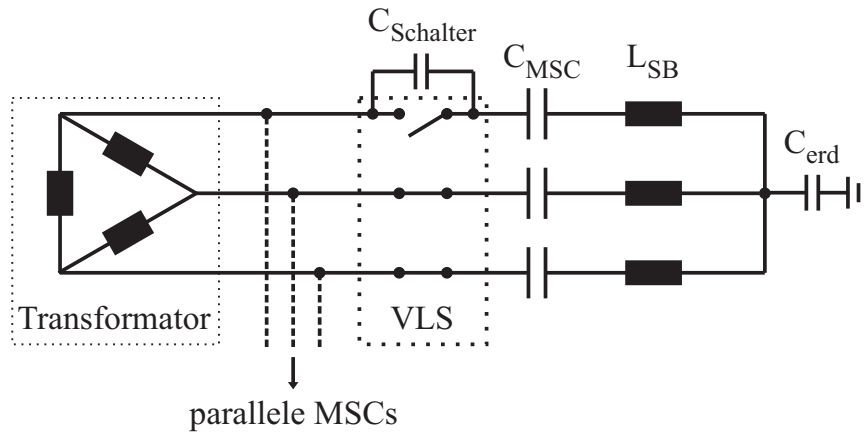 C_Schalter
C_MSC
L_SB
C_erd
Transformator
VLS
parallele MSCs